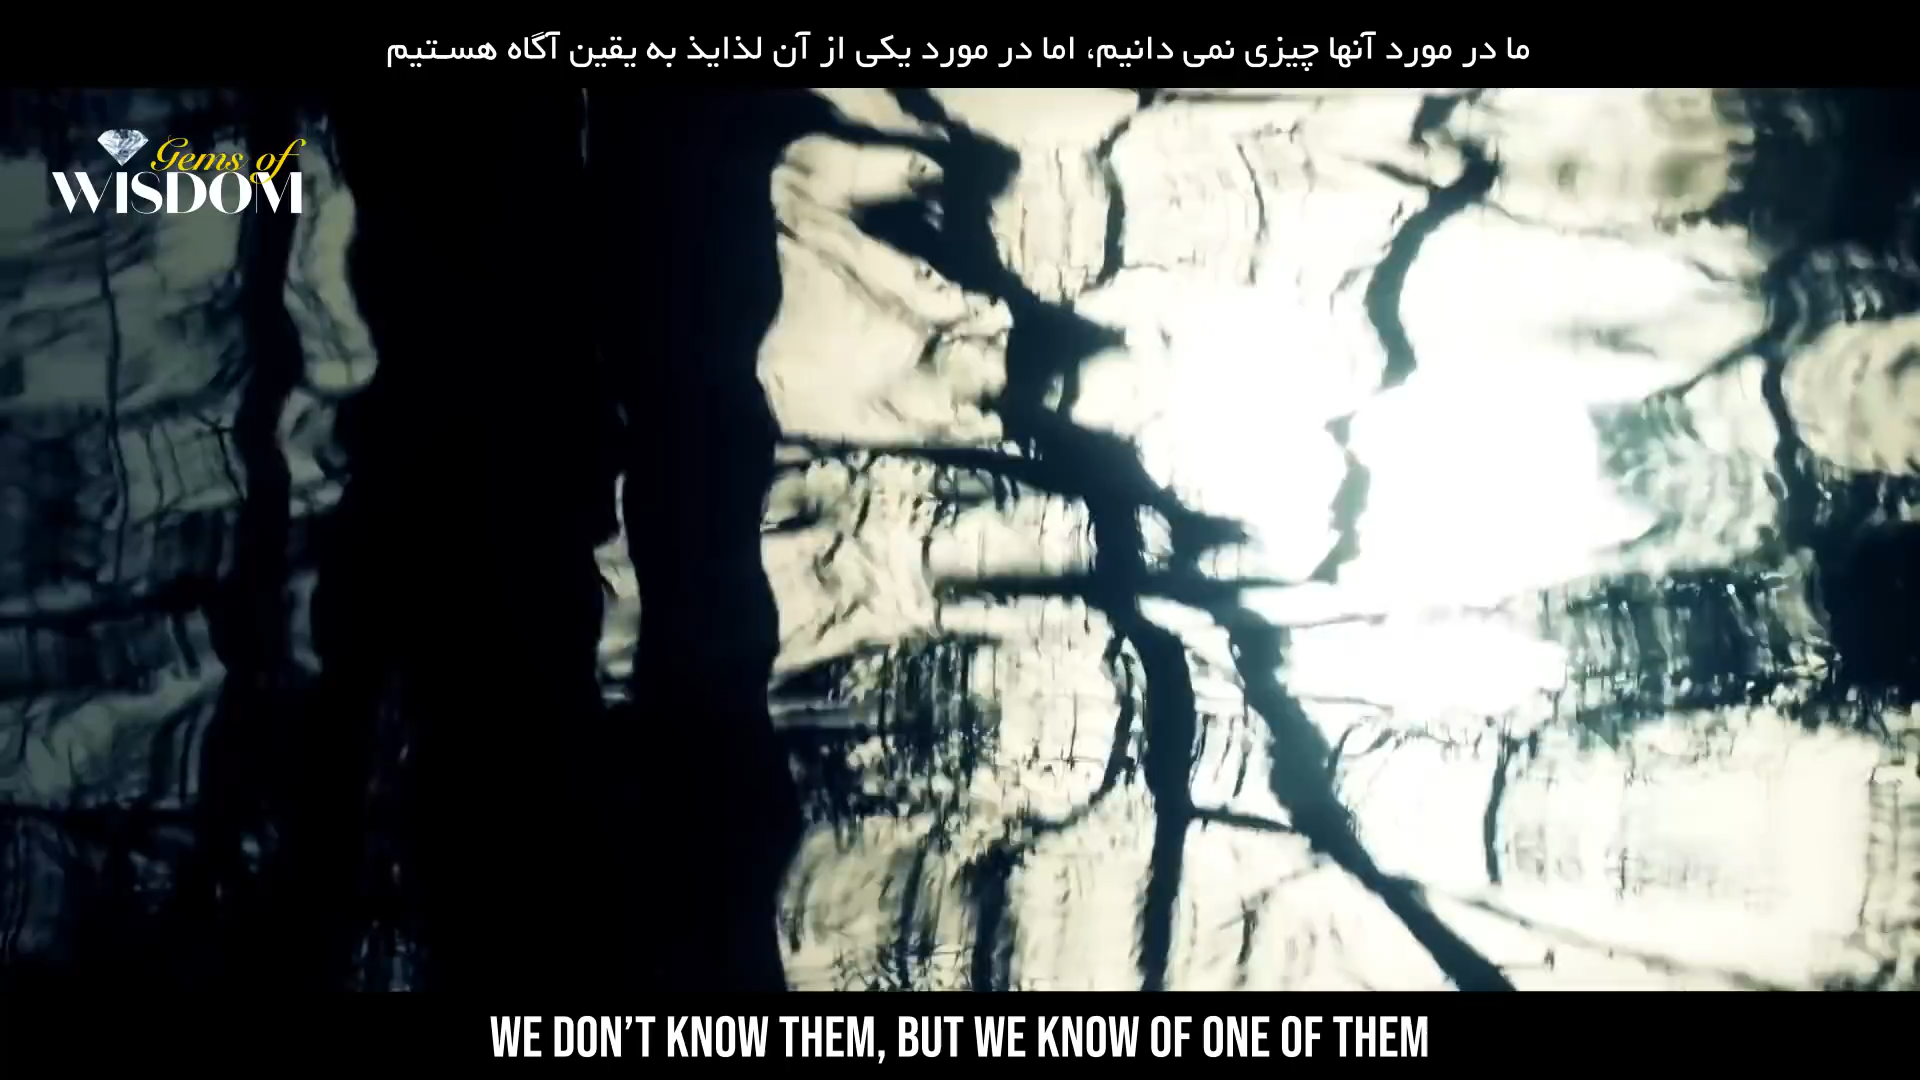 ما در مورد آنها چیزی نمی دانیم، اما در مورد یکی از آن لذایذ به یقین آگاه هستیم
Gems of
WISDOM
WE DON'T KNOW THEM, BUT WE KNOW OF ONE OF THEM